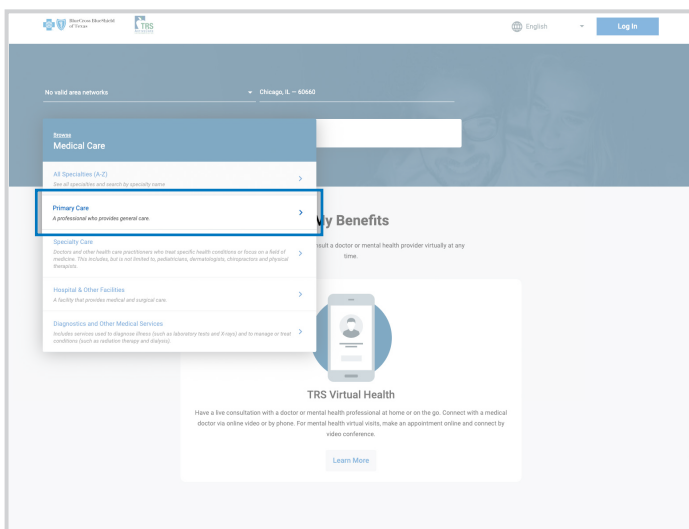 BlueCross BlueShield
of Texas
TRS
English
Log In
No valid area networks
Chicago, IL — 60660
Browse
Medical Care
All Specialties (A-Z)
See all specialties and search by specialty name
Primary Care
A professional who provides general care.
Specialty Care
Doctors and other health care practitioners who treat specific health conditions or focus on a field of
medicine. This includes, but is not limited to, pediatricians, dermatologists, chiropractors and physical
therapists.
Hospital & Other Facilities
A facility that provides medical and surgical care.
Diagnostics and Other Medical Services
Includes services used to diagnose illness (such as laboratory tests and X-rays) and to manage or treat
conditions (such as radiation therapy and dialysis).
My Benefits
sult a doctor or mental health provider virtually at any
time.
TRS Virtual Health
Have a live consultation with a doctor or mental health professional at home or on the go. Connect with a medical
doctor via online video or by phone. For mental health virtual visits, make an appointment online and connect by
video conference.
Learn More